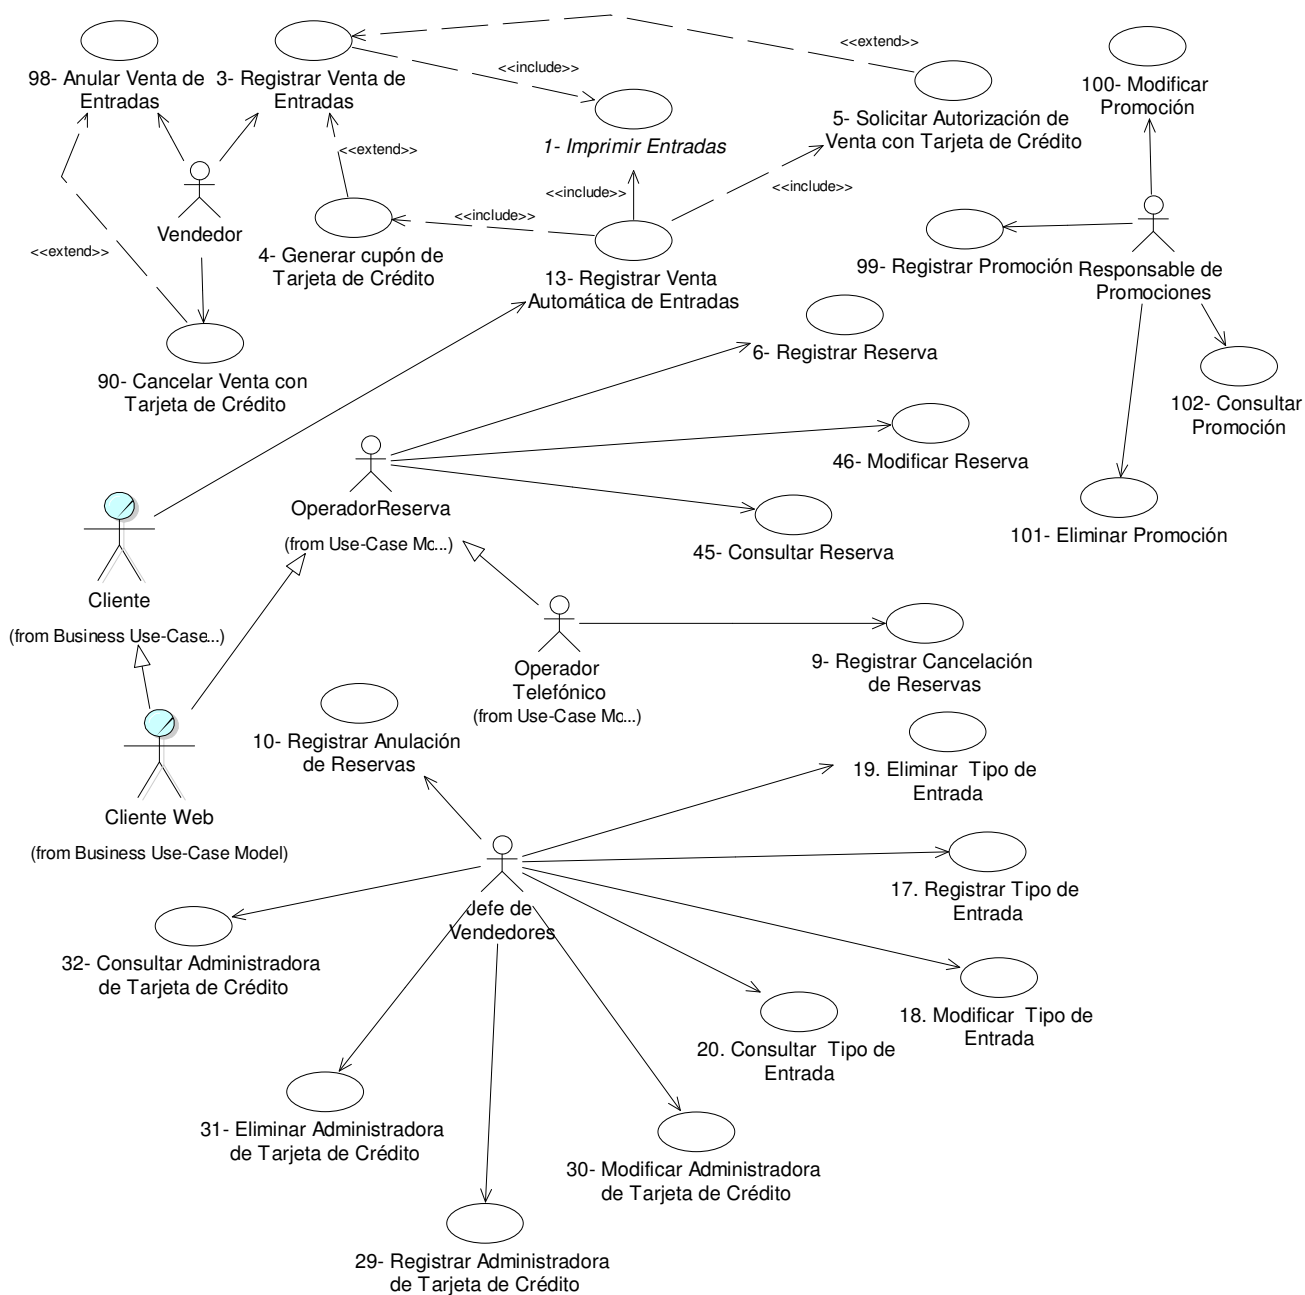 <<extend>>
98- Anular Venta de
Entradas
3- Registrar Venta de
Entradas
<<include>>
1- Imprimir Entradas
5- Solicitar Autorización de
Venta con Tarjeta de Crédito
100- Modificar
Promoción
<<extend>>
<<include>>
<<include>>
<<include>>
Vendedor
<<extend>>
4- Generar cupón de
Tarjeta de Crédito
13- Registrar Venta
Automática de Entradas
99- Registrar Promoción
Responsable de
Promociones
6- Registrar Reserva
90- Cancelar Venta con
Tarjeta de Crédito
102- Consultar
Promoción
46- Modificar Reserva
OperadorReserva
(from Use-Case Mo...)
45- Consultar Reserva
101- Eliminar Promoción
Cliente
(from Business Use-Case...)
Operador
Telefónico
(from Use-Case Mo...)
9- Registrar Cancelación
de Reservas
10- Registrar Anulación
de Reservas
19. Eliminar  Tipo de
Entrada
Cliente Web
(from Business Use-Case Model)
17. Registrar Tipo de
Entrada
Jefe de
Vendedores
32- Consultar Administradora
de Tarjeta de Crédito
18. Modificar  Tipo de
Entrada
20. Consultar  Tipo de
Entrada
31- Eliminar Administradora
de Tarjeta de Crédito
30- Modificar Administradora
de Tarjeta de Crédito
29- Registrar Administradora
de Tarjeta de Crédito